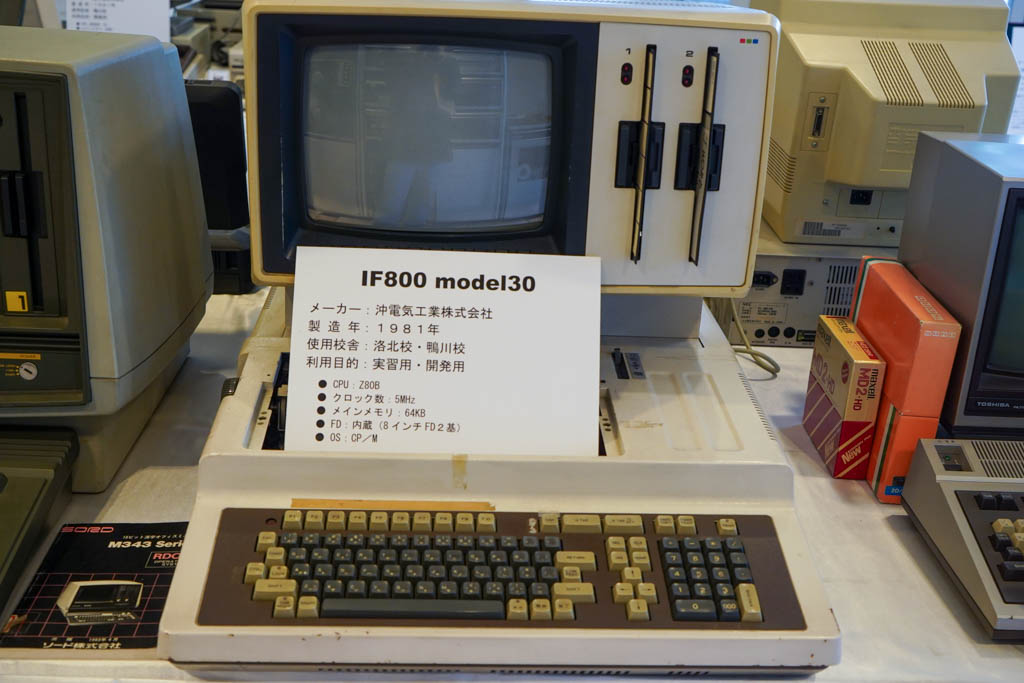 IF800 model30
メーカー：沖電気工業株式会社
製造年：1981年
使用校舎：洛北校・鴨川校
利用目的：実習用・開発用
● CPU：Z80B
● クロック数：5MHz
● メインメモリ：64KB
● FD：内蔵（8インチFD2基）
● OS：CP／M
1
2
1
SORD
M343 Seri
RDO
ソード株式会社
maxell
MD2-HD
New
TOSHIBA